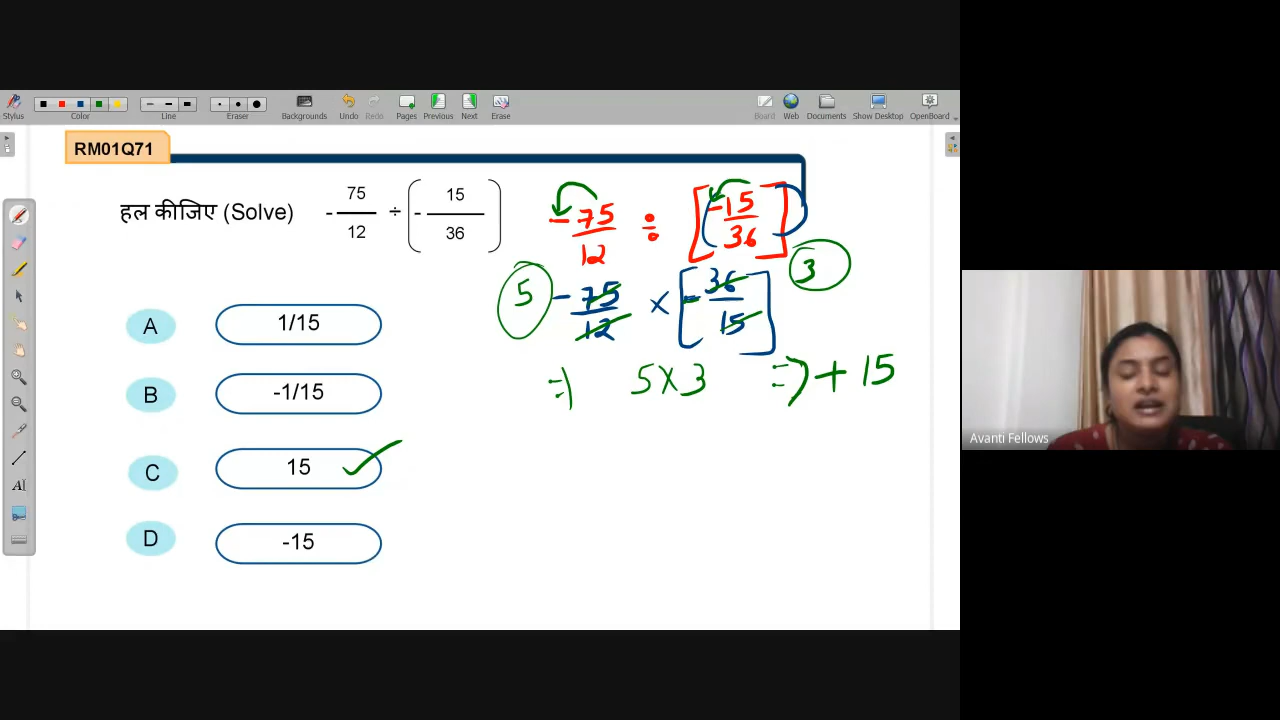 Stylus Color Line Eraser Backgrounds Undo Redo Pages Previous Next Erase Board Web Documents Show Desktop OpenBoard
RM01Q71
हल कीजिए (Solve) - 75/12 ÷ (- 15/36)
- 75/12 ÷ [(- 15/36)]
5 - 75/12 × [- 36/15] 3
=) 5 × 3 =) + 15
A 1/15
B -1/15
C 15 ✓
D -15
Avanti Fellows